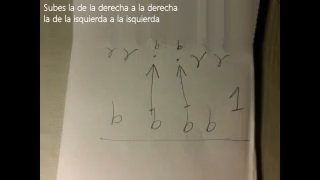 Subes la de la derecha a la derecha
la de la isquierda a la isquierda
q q
q q q q 1